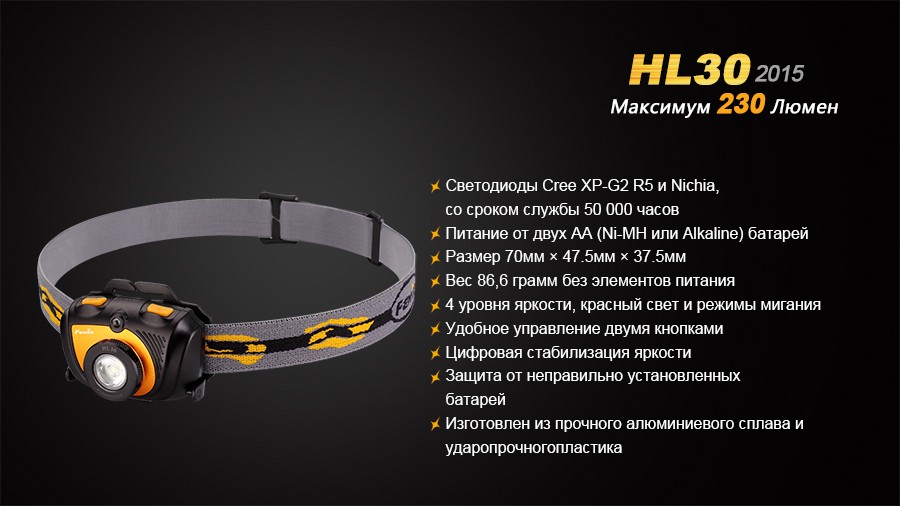 HL30 2015
Максимум 230 Люмен
Светодиоды Cree XP-G2 R5 и Nichia,
со сроком службы 50 000 часов
Питание от двух АА (Ni-MH или Alkaline) батарей
Размер 70мм × 47.5мм × 37.5мм
Вес 86,6 грамм без элементов питания
4 уровня яркости, красный свет и режимы мигания
Удобное управление двумя кнопками
Цифровая стабилизация яркости
Защита от неправильно установленных
батарей
Изготовлен из прочного алюминиевого сплава и
ударопрочногопластика
Fenix
HL30